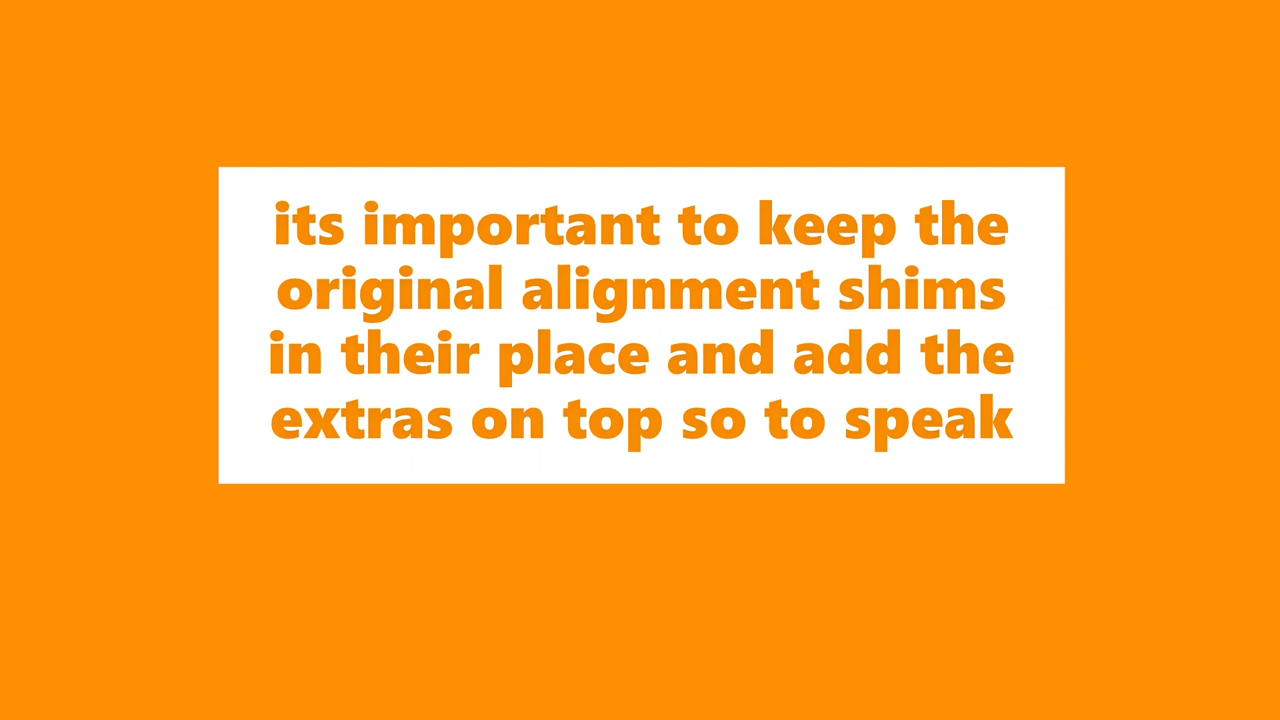 its important to keep the
original alignment shims
in their place and add the
extras on top so to speak